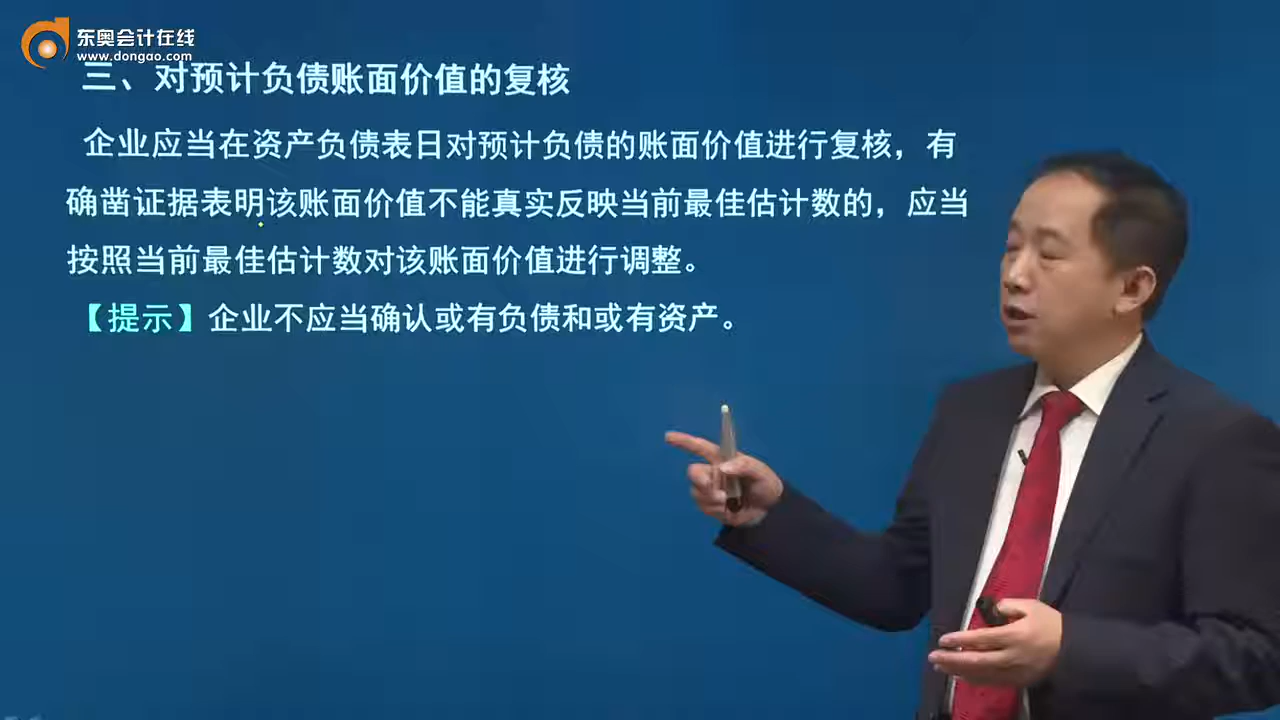 东奥会计在线
www.dongao.com
三、对预计负债账面价值的复核
企业应当在资产负债表日对预计负债的账面价值进行复核，有
确凿证据表明该账面价值不能真实反映当前最佳估计数的，应当
按照当前最佳估计数对该账面价值进行调整。
【提示】企业不应当确认或有负债和或有资产。